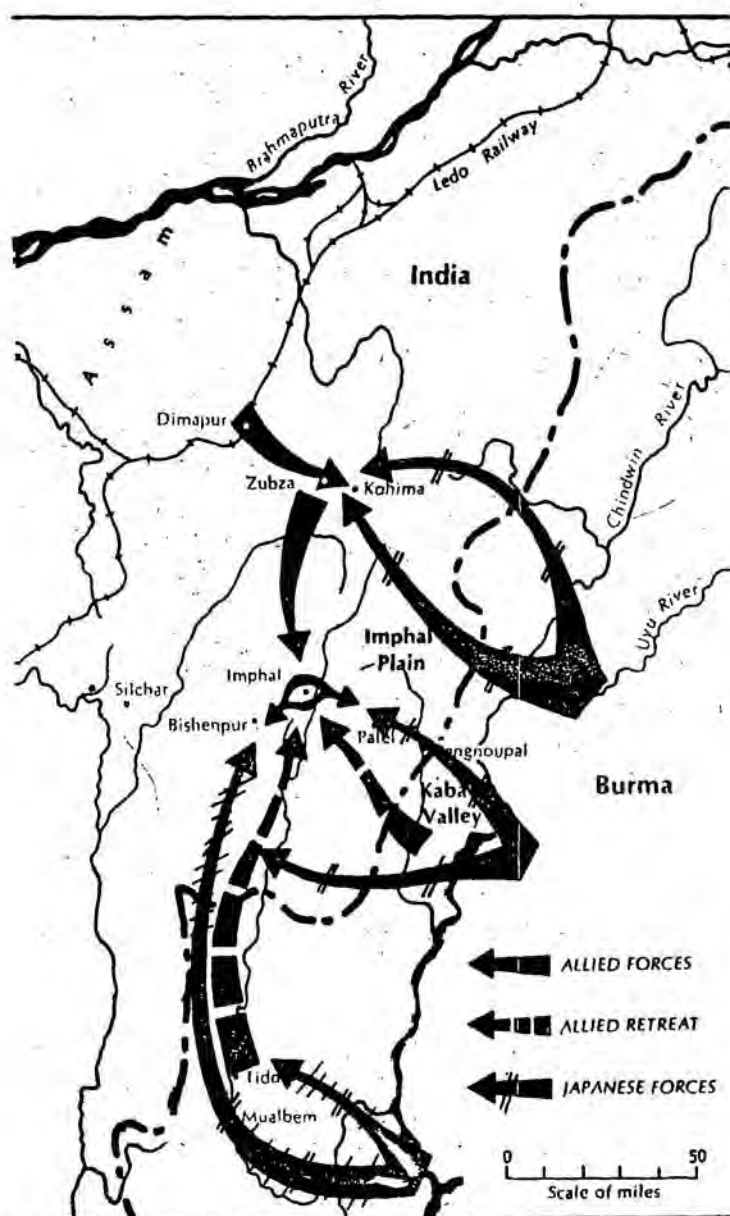 Brahmaputra River
Ledo Railway
Assam
India
Dimapur
Chindwin River
Zubza
Kohima
Uyu River
Imphal
Plain
Imphal
Silchar
Bishenpur
Palel
Burma
Kaba
Valley
ALLIED FORCES
ALLIED RETREAT
JAPANESE FORCES
Mualbem
0 50
Scale of miles